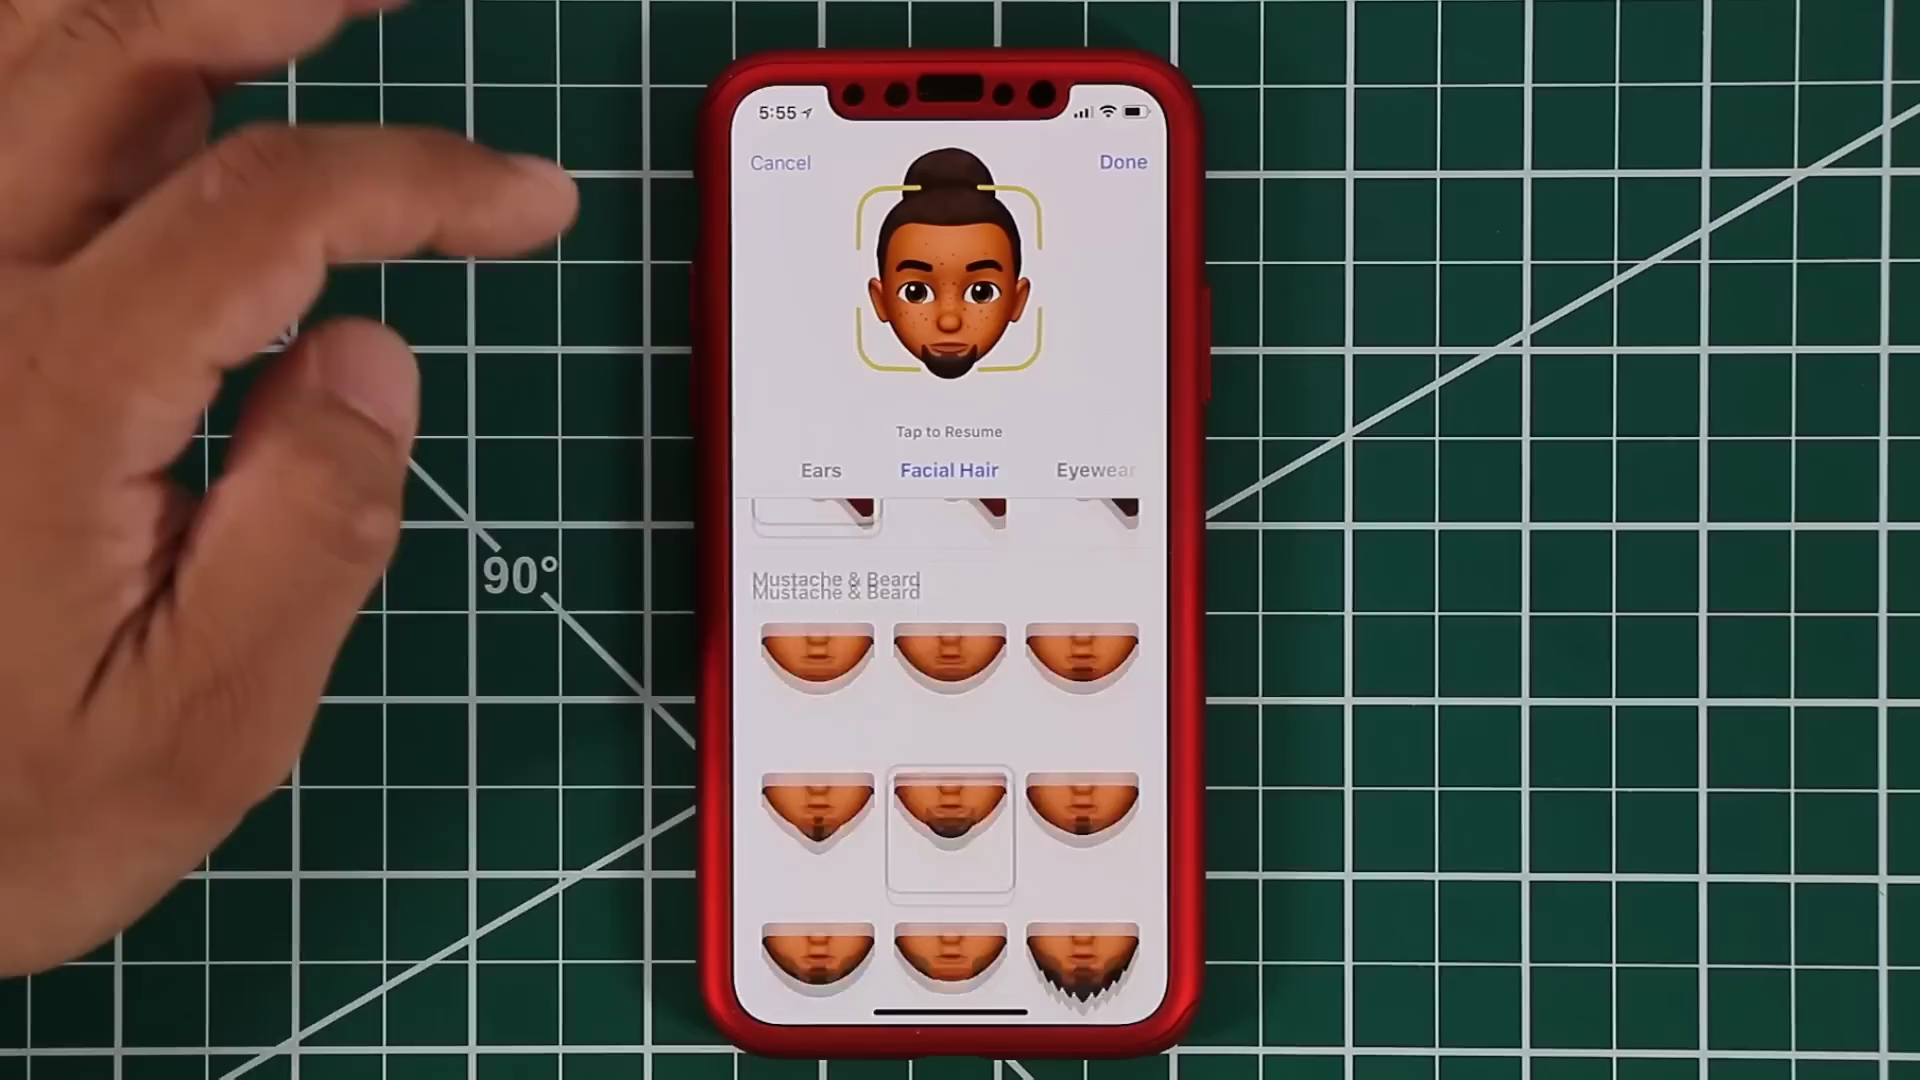 5:55
Cancel
Done
Tap to Resume
Ears
Facial Hair
Eyewear
Mustache & Beard
Mustache & Beard
90°